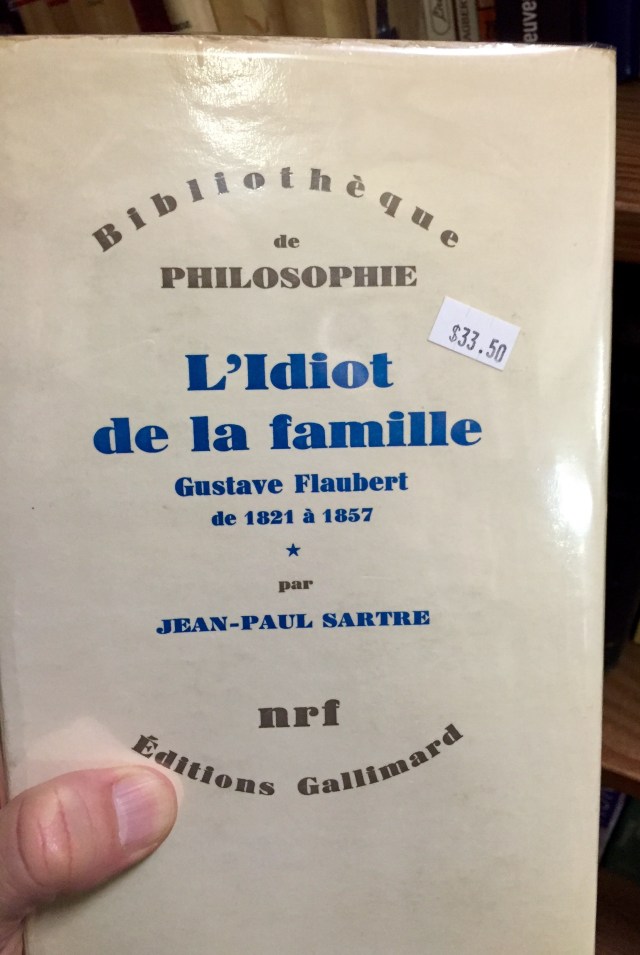 Bibliothèque
de
PHILOSOPHIE
$33.50
L'Idiot
de la famille
Gustave Flaubert
de 1821 à 1857
★
par
JEAN-PAUL SARTRE
nrf
Éditions Gallimard